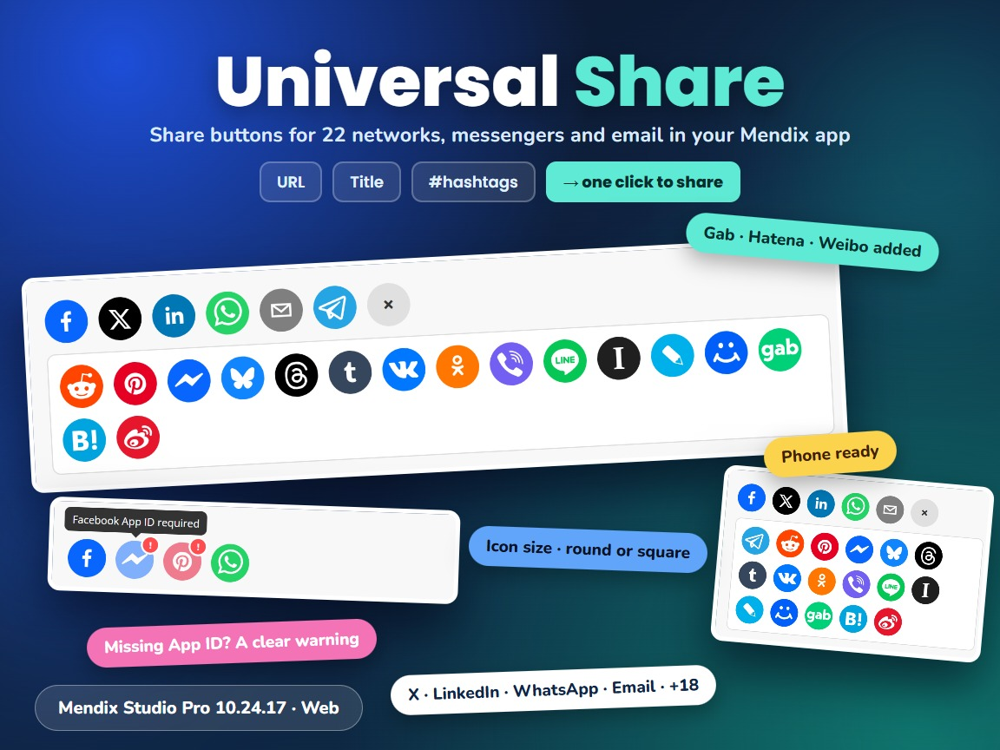 Universal Share
Share buttons for 22 networks, messengers and email in your Mendix app
URL
Title
#hashtags
→ one click to share
Gab · Hatena · Weibo added
f
X
in
×
t
LINE
I
gab
B!
Phone ready
f
X
in
×
t
LINE
I
gab
B!
Facebook App ID required
f
!
!
Icon size · round or square
Missing App ID? A clear warning
X · LinkedIn · WhatsApp · Email · +18
Mendix Studio Pro 10.24.17 · Web